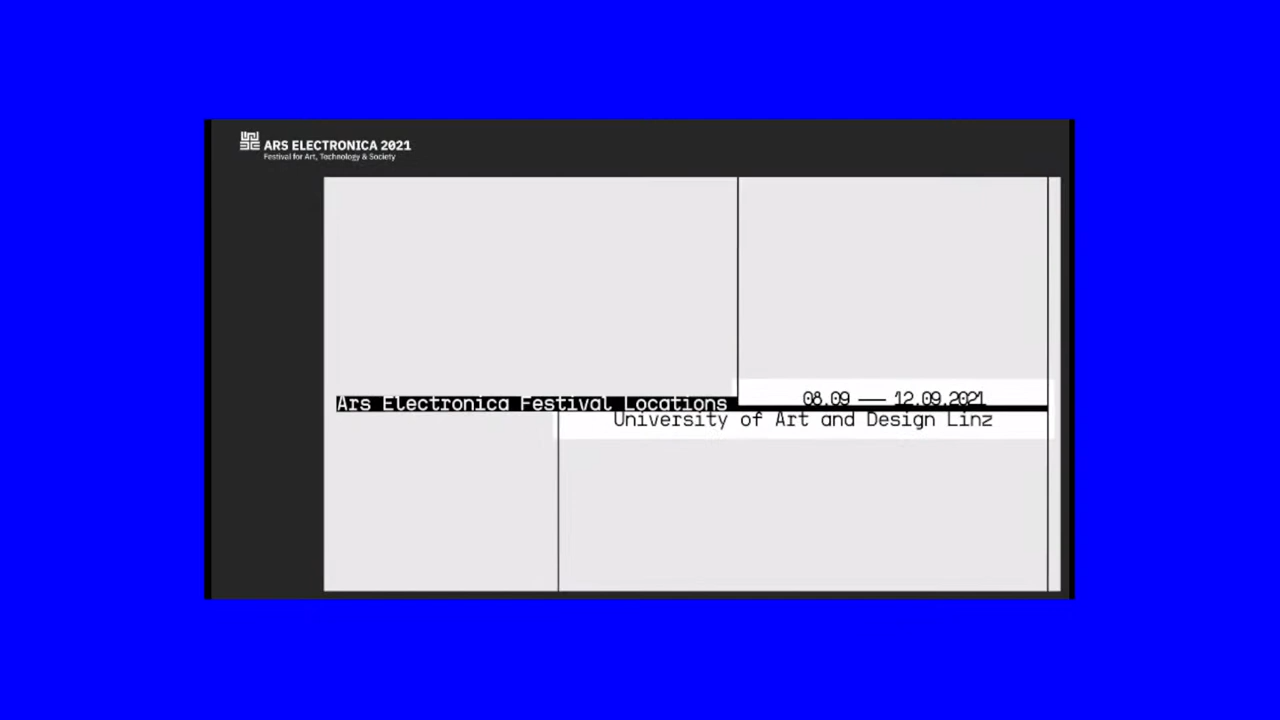 ARS ELECTRONICA 2021
Festival for Art, Technology & Society
Ars Electronica Festival Locations
08.09 — 12.09.2021
University of Art and Design Linz